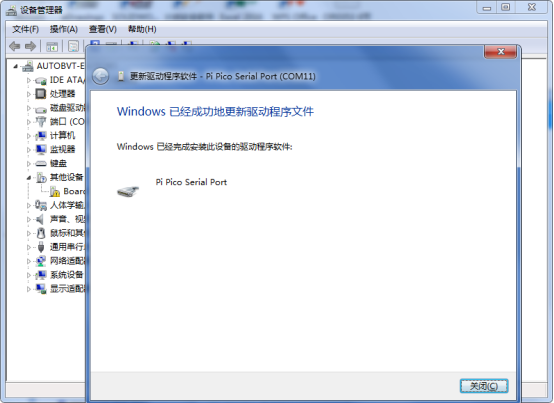 设备管理器
文件(F) 操作(A) 查看(V) 帮助(H)
AUTOBVT-E
IDE ATA/
处理器
磁盘驱动
端口 (CO
计算机
监视器
键盘
其他设备
Board
人体学输
声音、视
鼠标和其
通用串行
网络适配
系统设备
显示适配
更新驱动程序软件 - Pi Pico Serial Port (COM11)
Windows 已经成功地更新驱动程序文件
Windows 已经完成安装此设备的驱动程序软件:
Pi Pico Serial Port
关闭(C)